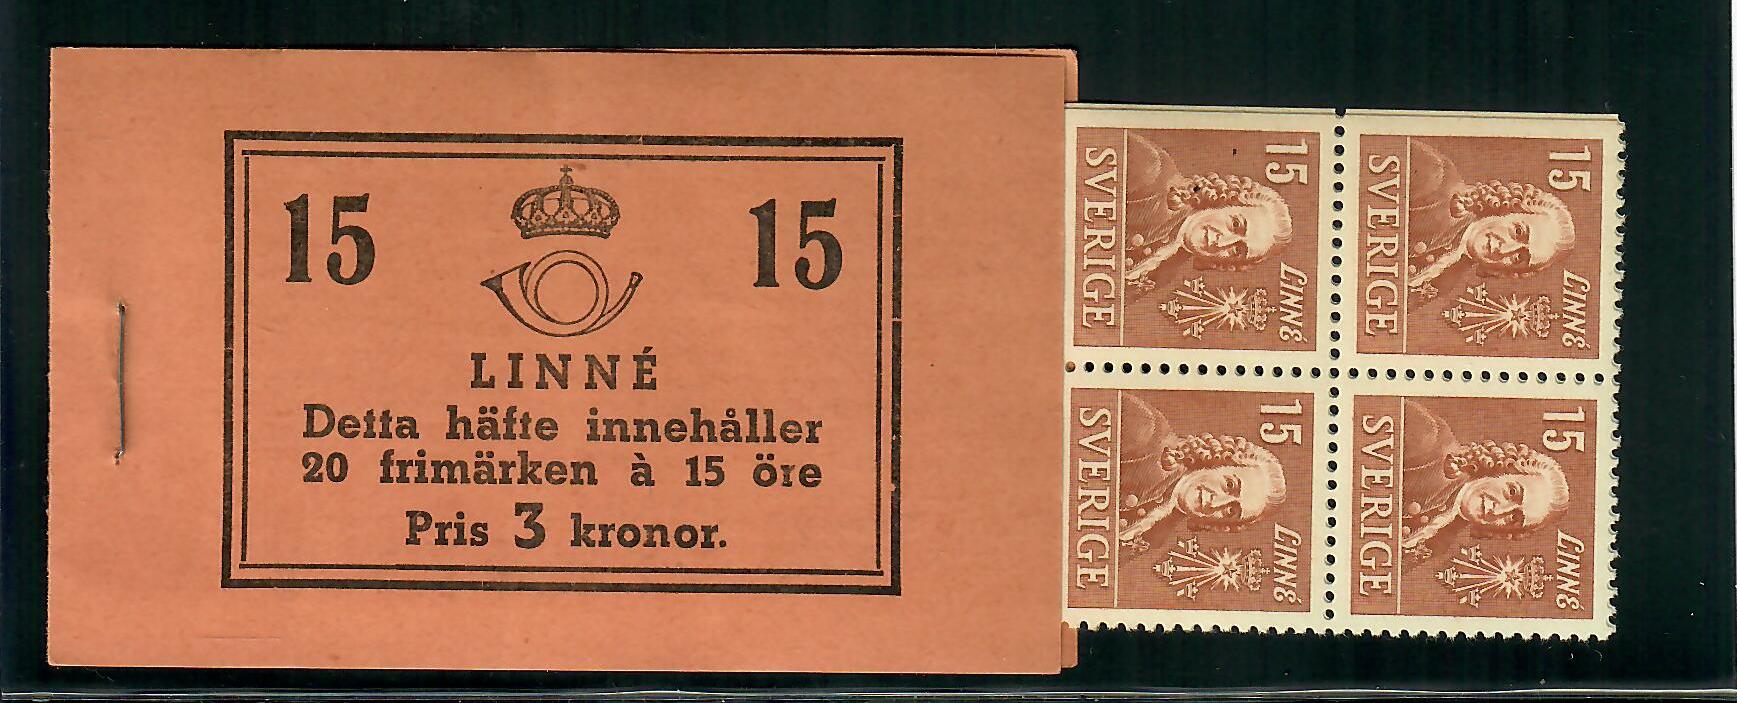 15 15
LINNÉ
Detta häfte innehåller
20 frimärken à 15 öre
Pris 3 kronor.
15
LINNÉ
SVERIGE
15
LINNÉ
SVERIGE
15
LINNÉ
SVERIGE
15
LINNÉ
SVERIGE